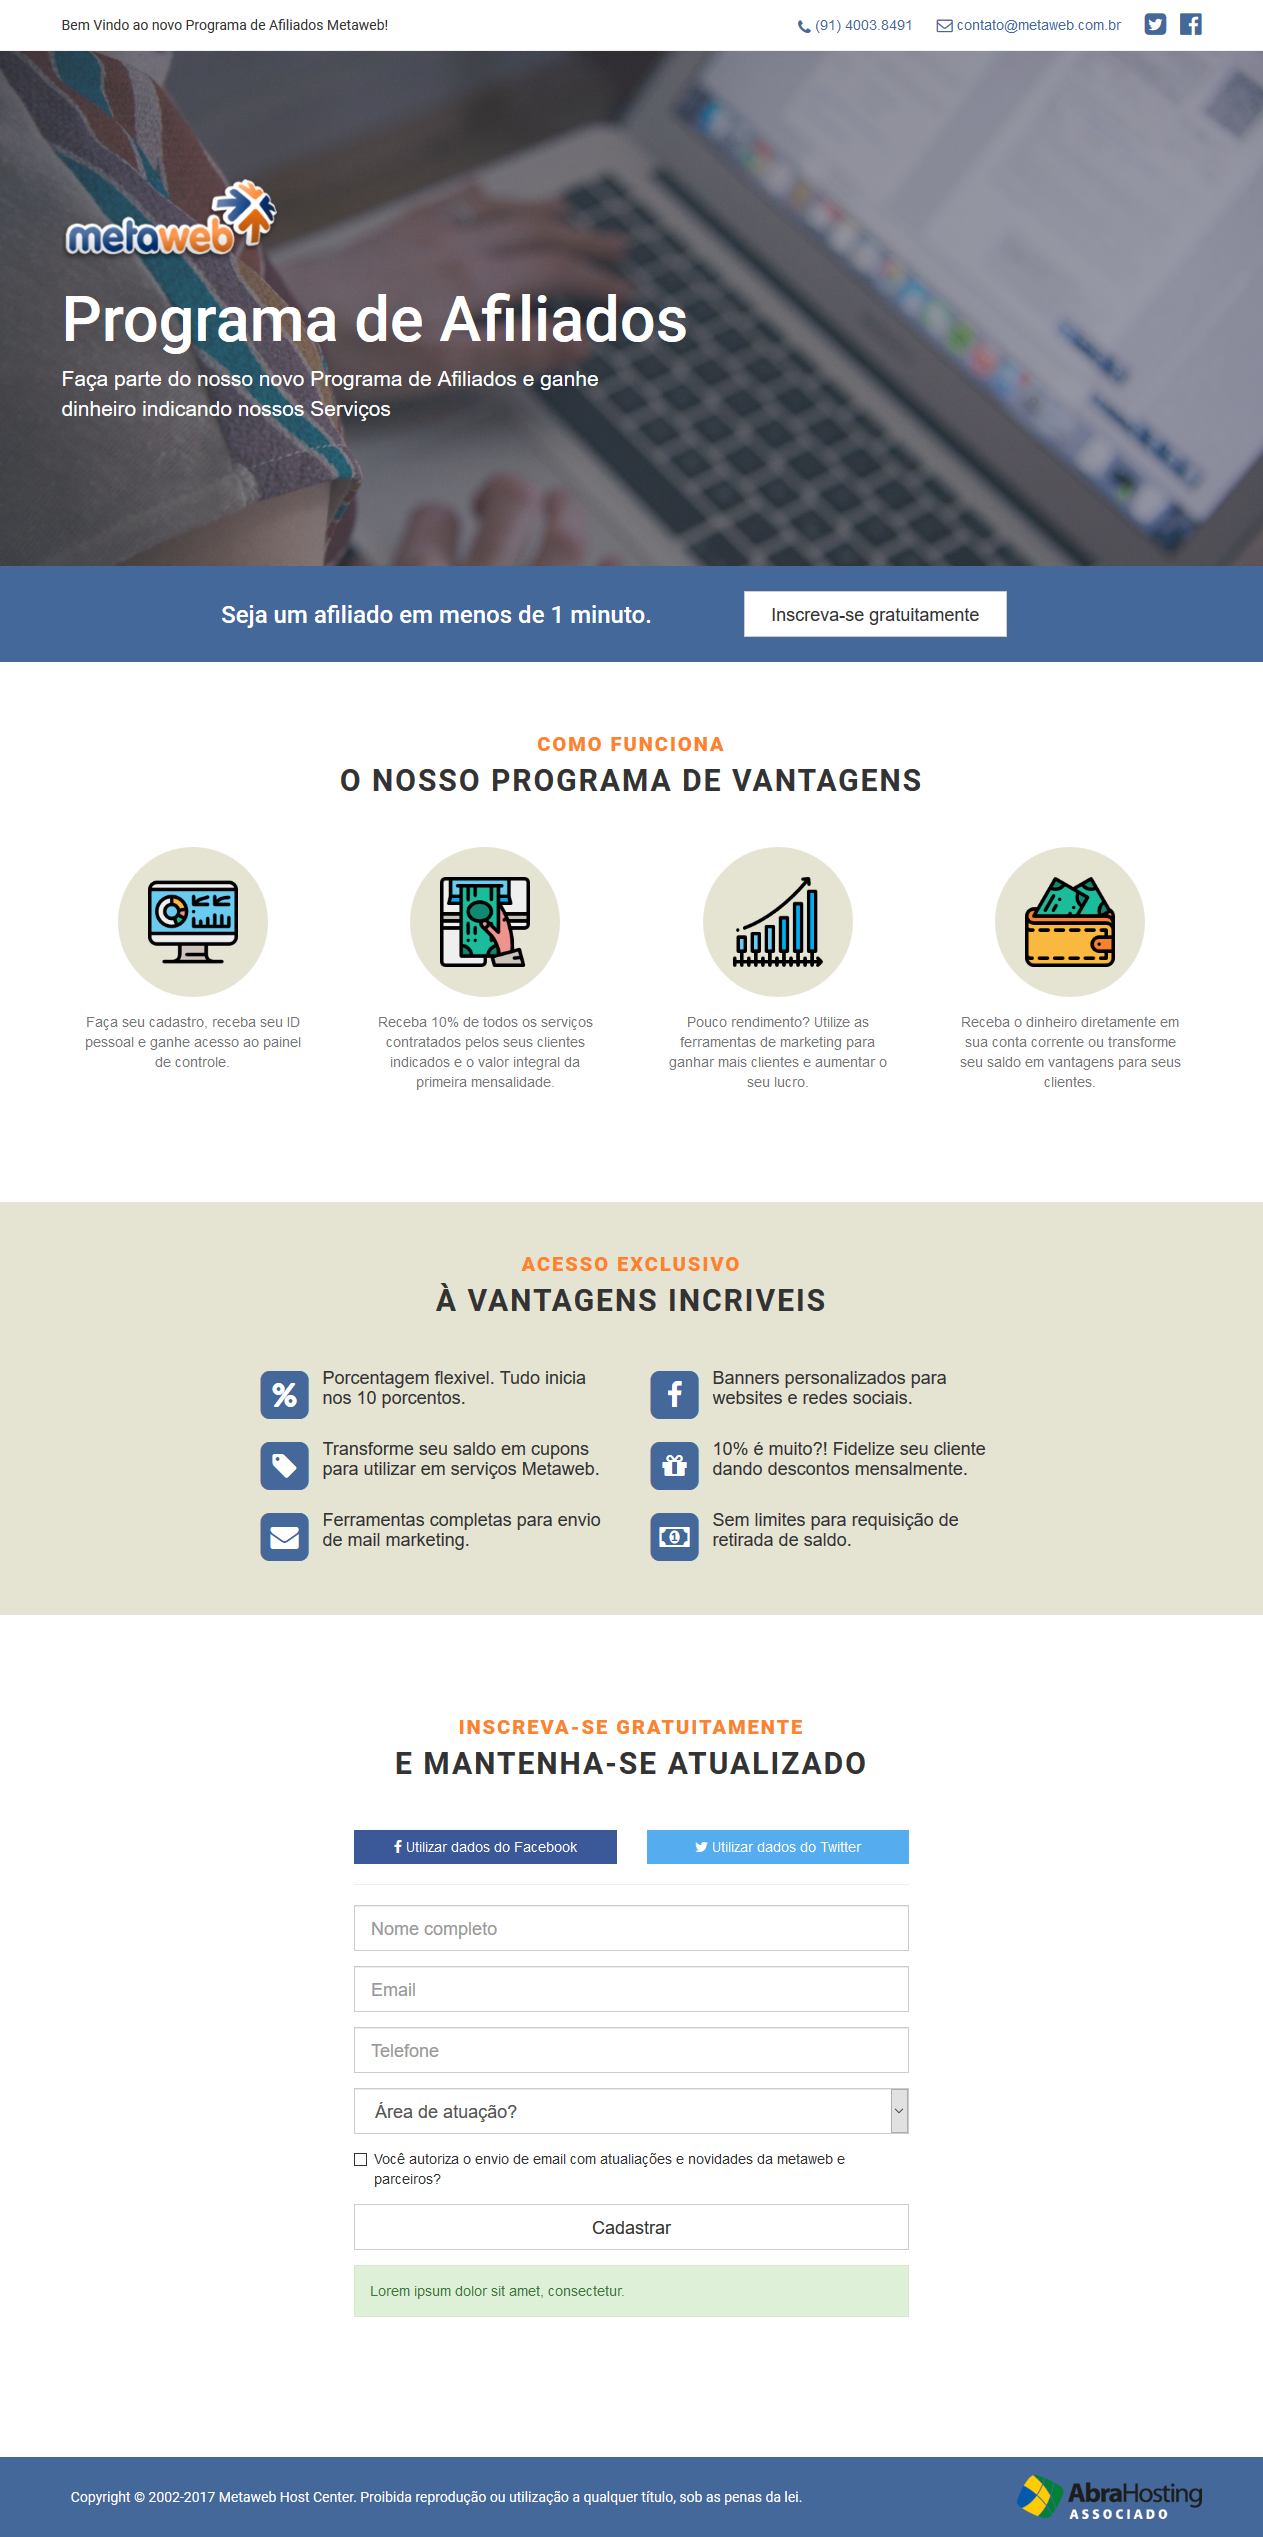 Bem Vindo ao novo Programa de Afiliados Metaweb!
(91) 4003.8491
contato@metaweb.com.br
metaweb
Programa de Afiliados
Faça parte do nosso novo Programa de Afiliados e ganhe
dinheiro indicando nossos Serviços
Seja um afiliado em menos de 1 minuto.
Inscreva-se gratuitamente
COMO FUNCIONA
O NOSSO PROGRAMA DE VANTAGENS
Faça seu cadastro, receba seu ID
pessoal e ganhe acesso ao painel
de controle.
Receba 10% de todos os serviços
contratados pelos seus clientes
indicados e o valor integral da
primeira mensalidade.
Pouco rendimento? Utilize as
ferramentas de marketing para
ganhar mais clientes e aumentar o
seu lucro.
Receba o dinheiro diretamente em
sua conta corrente ou transforme
seu saldo em vantagens para seus
clientes.
ACESSO EXCLUSIVO
À VANTAGENS INCRIVEIS
Porcentagem flexivel. Tudo inicia
nos 10 porcentos.
Banners personalizados para
websites e redes sociais.
Transforme seu saldo em cupons
para utilizar em serviços Metaweb.
10% é muito?! Fidelize seu cliente
dando descontos mensalmente.
Ferramentas completas para envio
de mail marketing.
Sem limites para requisição de
retirada de saldo.
INSCREVA-SE GRATUITAMENTE
E MANTENHA-SE ATUALIZADO
Utilizar dados do Facebook
Utilizar dados do Twitter
Nome completo
Email
Telefone
Área de atuação?
Você autoriza o envio de email com atualiações e novidades da metaweb e
parceiros?
Cadastrar
Lorem ipsum dolor sit amet, consectetur.
Copyright © 2002-2017 Metaweb Host Center. Proibida reprodução ou utilização a qualquer título, sob as penas da lei.
AbraHosting
ASSOCIADO